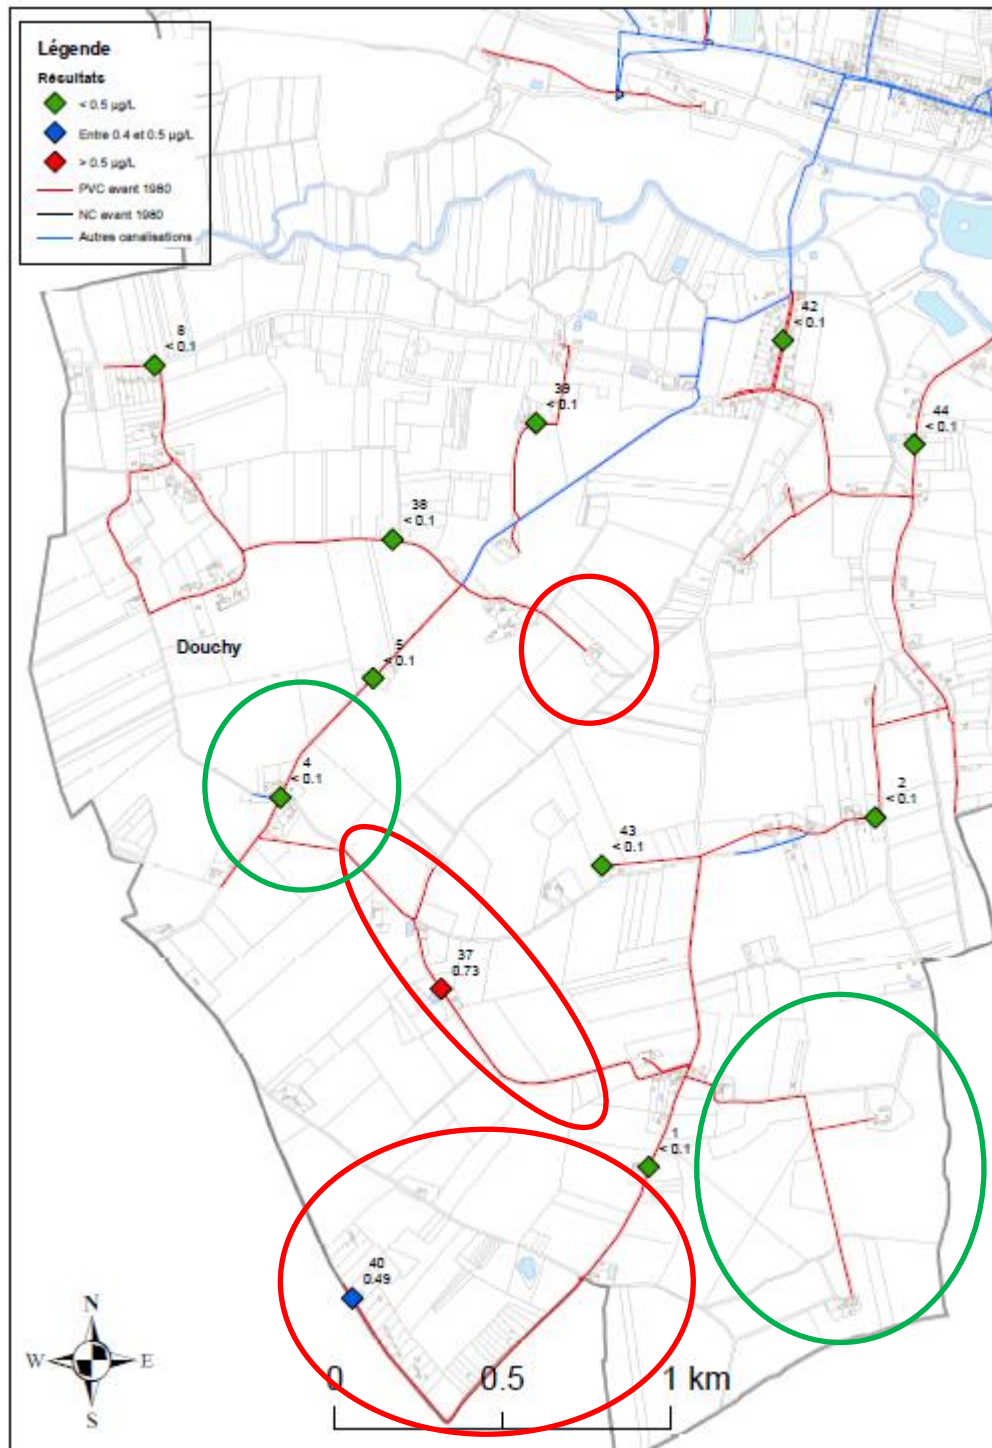 Légende
Résultats
< 0.5 µg/L
Entre 0.4 et 0.5 µg/L
> 0.5 µg/L
PVC avant 1980
NC avant 1980
Autres canalisations
42
< 0.1
8
< 0.1
39
< 0.1
44
< 0.1
38
< 0.1
Douchy
5
< 0.1
4
< 0.1
2
< 0.1
43
< 0.1
37
0.73
1
< 0.1
40
0.49
N
W E
S
0 0.5 1 km